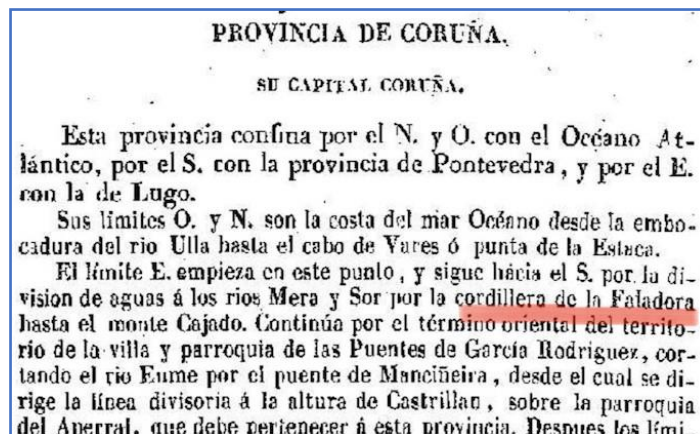 PROVINCIA DE CORUÑA.
SU CAPITAL CORUÑA.
Esta provincia confina por el N. y O. con el Océano At-
lántico, por el S. con la provincia de Pontevedra, y por el E.
con la de Lugo.
Sus límites O. y N. son la costa del mar Océano desde la embo-
cadura del rio Ulla hasta el cabo de Vares ó punta de la Estaca.
El límite E. empieza en este punto, y sigue hácia el S. por la di-
vision de aguas á los rios Mera y Sor por la cordillera de la Faladora
hasta el monte Cajado. Continúa por el término oriental del territo-
rio de la villa y parroquia de las Puentes de García Rodriguez, cor-
tando el rio Eume por el puente de Manciñeira, desde el cual se di-
rige la línea divisoria á la altura de Castrillan, sobre la parroquia
del Aperral, que debe pertenecer á esta provincia. Despues los lími-